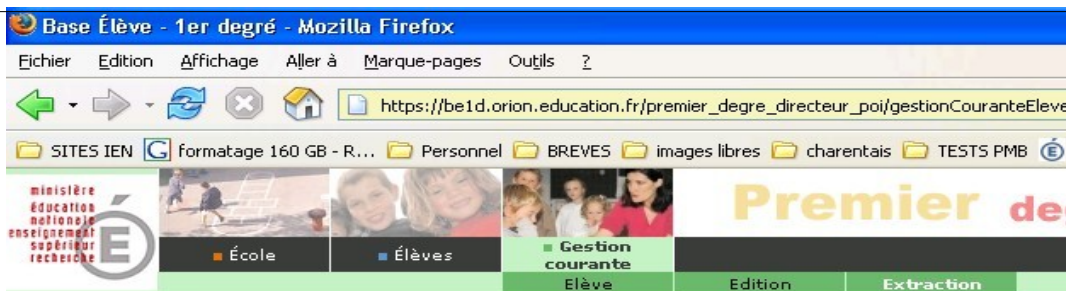 Base Élève - 1er degré - Mozilla Firefox
Fichier Edition Affichage Aller à Marque-pages Outils ?
https://be1d.orion.education.fr/premier_degre_directeur_poi/gestionCouranteEleve
SITES IEN formatage 160 GB - R... Personnel BREVES images libres charentais TESTS PMB
ministère
éducation
nationale
enseignement
supérieur
recherche
É
Premier de
École Élèves Gestion
courante
Elève Edition Extraction